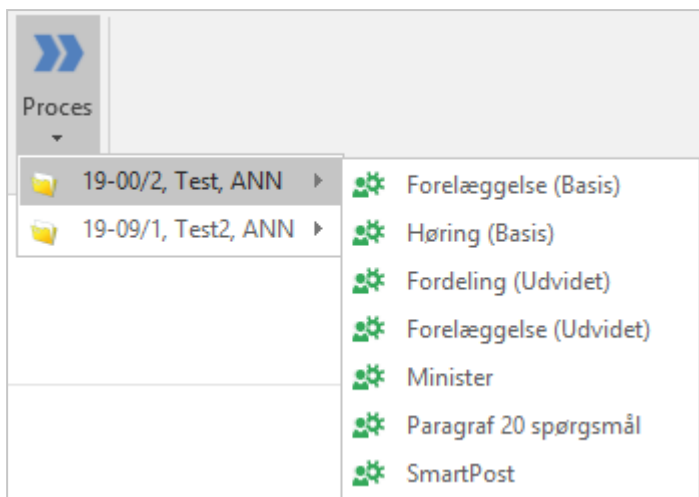 Proces
19-00/2, Test, ANN
19-09/1, Test2, ANN
Forelæggelse (Basis)
Høring (Basis)
Fordeling (Udvidet)
Forelæggelse (Udvidet)
Minister
Paragraf 20 spørgsmål
SmartPost